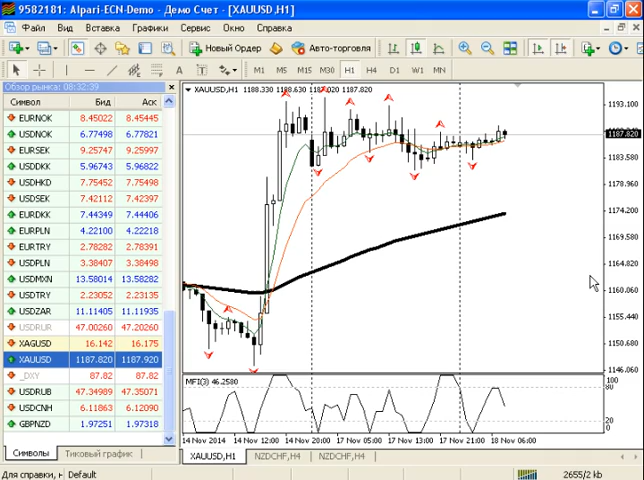 9582181: Alpari-ECN-Demo - Демо Счет - [XAUUSD,H1]
Файл Вид Вставка Графики Сервис Окно Справка
Новый Ордер Авто-торговля
A T M1 M5 M15 M30 H1 H4 D1 W1 MN
Обзор рынка: 08:32:39
Символ Бид Аск
EURNOK 8.45022 8.45445
USDNOK 6.77498 6.77821
EURSEK 9.25747 9.25997
USDDKK 5.96743 5.96822
USDHKD 7.75452 7.75498
USDSEK 7.42112 7.42397
EURDKK 7.44349 7.44406
EURPLN 4.22100 4.22218
EURTRY 2.78282 2.78391
USDPLN 3.38407 3.38498
USDMXN 13.58014 13.58282
USDTRY 2.23052 2.23135
USDZAR 11.11405 11.11935
USDRUR 47.00260 47.20260
XAGUSD 16.142 16.175
XAUUSD 1187.820 1187.920
_DXY 87.82 87.82
USDRUB 47.34989 47.35071
USDCNH 6.11863 6.12090
GBPNZD 1.97251 1.97318
Символы Тиковый график
XAUUSD,H1 1188.330 1188.630 1187.020 1187.820
1193.100
1187.820
1183.580
1178.960
1174.200
1169.580
1164.820
1160.060
1155.440
1150.680
1146.060
MFI(3) 46.2580
100
80
20
0
14 Nov 2014 14 Nov 12:00 14 Nov 20:00 17 Nov 05:00 17 Nov 13:00 17 Nov 21:00 18 Nov 06:00
XAUUSD,H1 NZDCHF,H4 NZDCHF,H4
Для справки, н Default 2655/2 kb